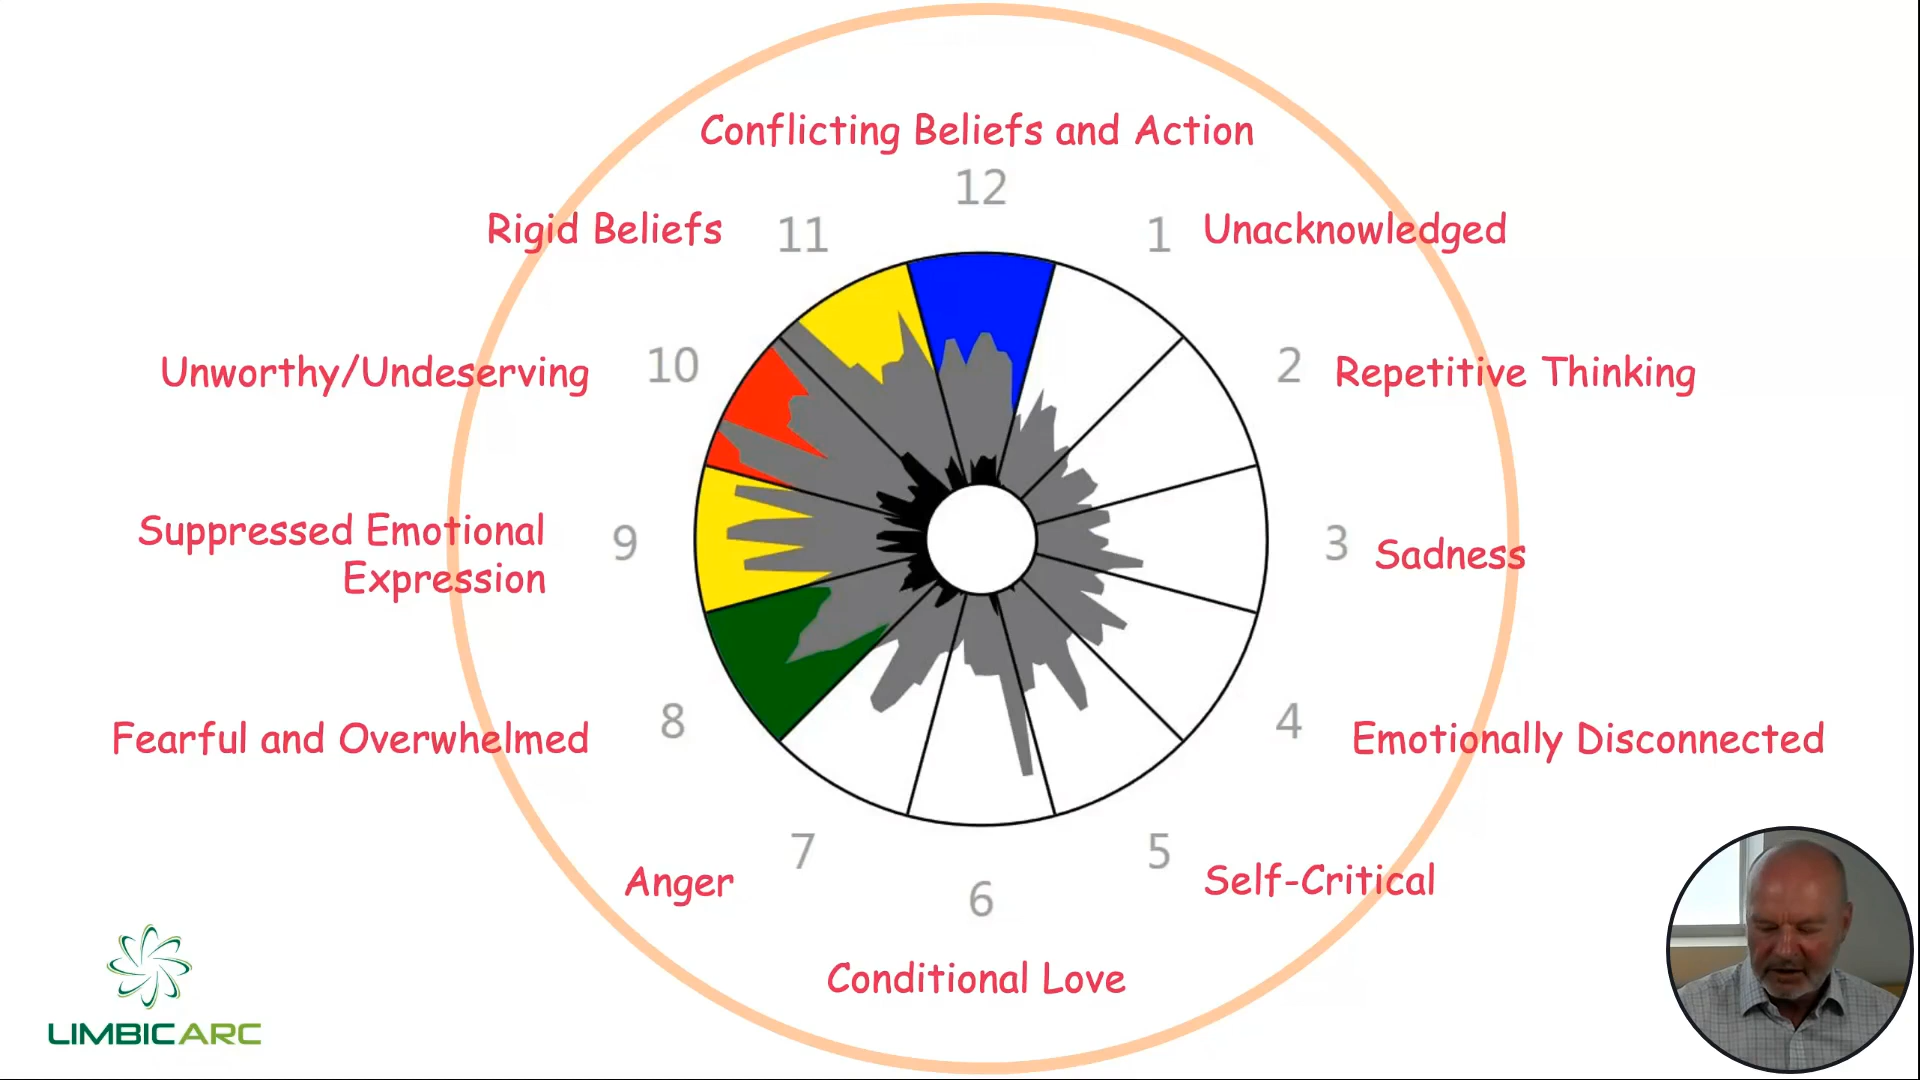 Conflicting Beliefs and Action
12
Rigid Beliefs
11
1
Unacknowledged
Unworthy/Undeserving
10
2
Repetitive Thinking
Suppressed Emotional
Expression
9
3
Sadness
Fearful and Overwhelmed
8
4
Emotionally Disconnected
Anger
7
5
Self-Critical
6
Conditional Love
LIMBICARC